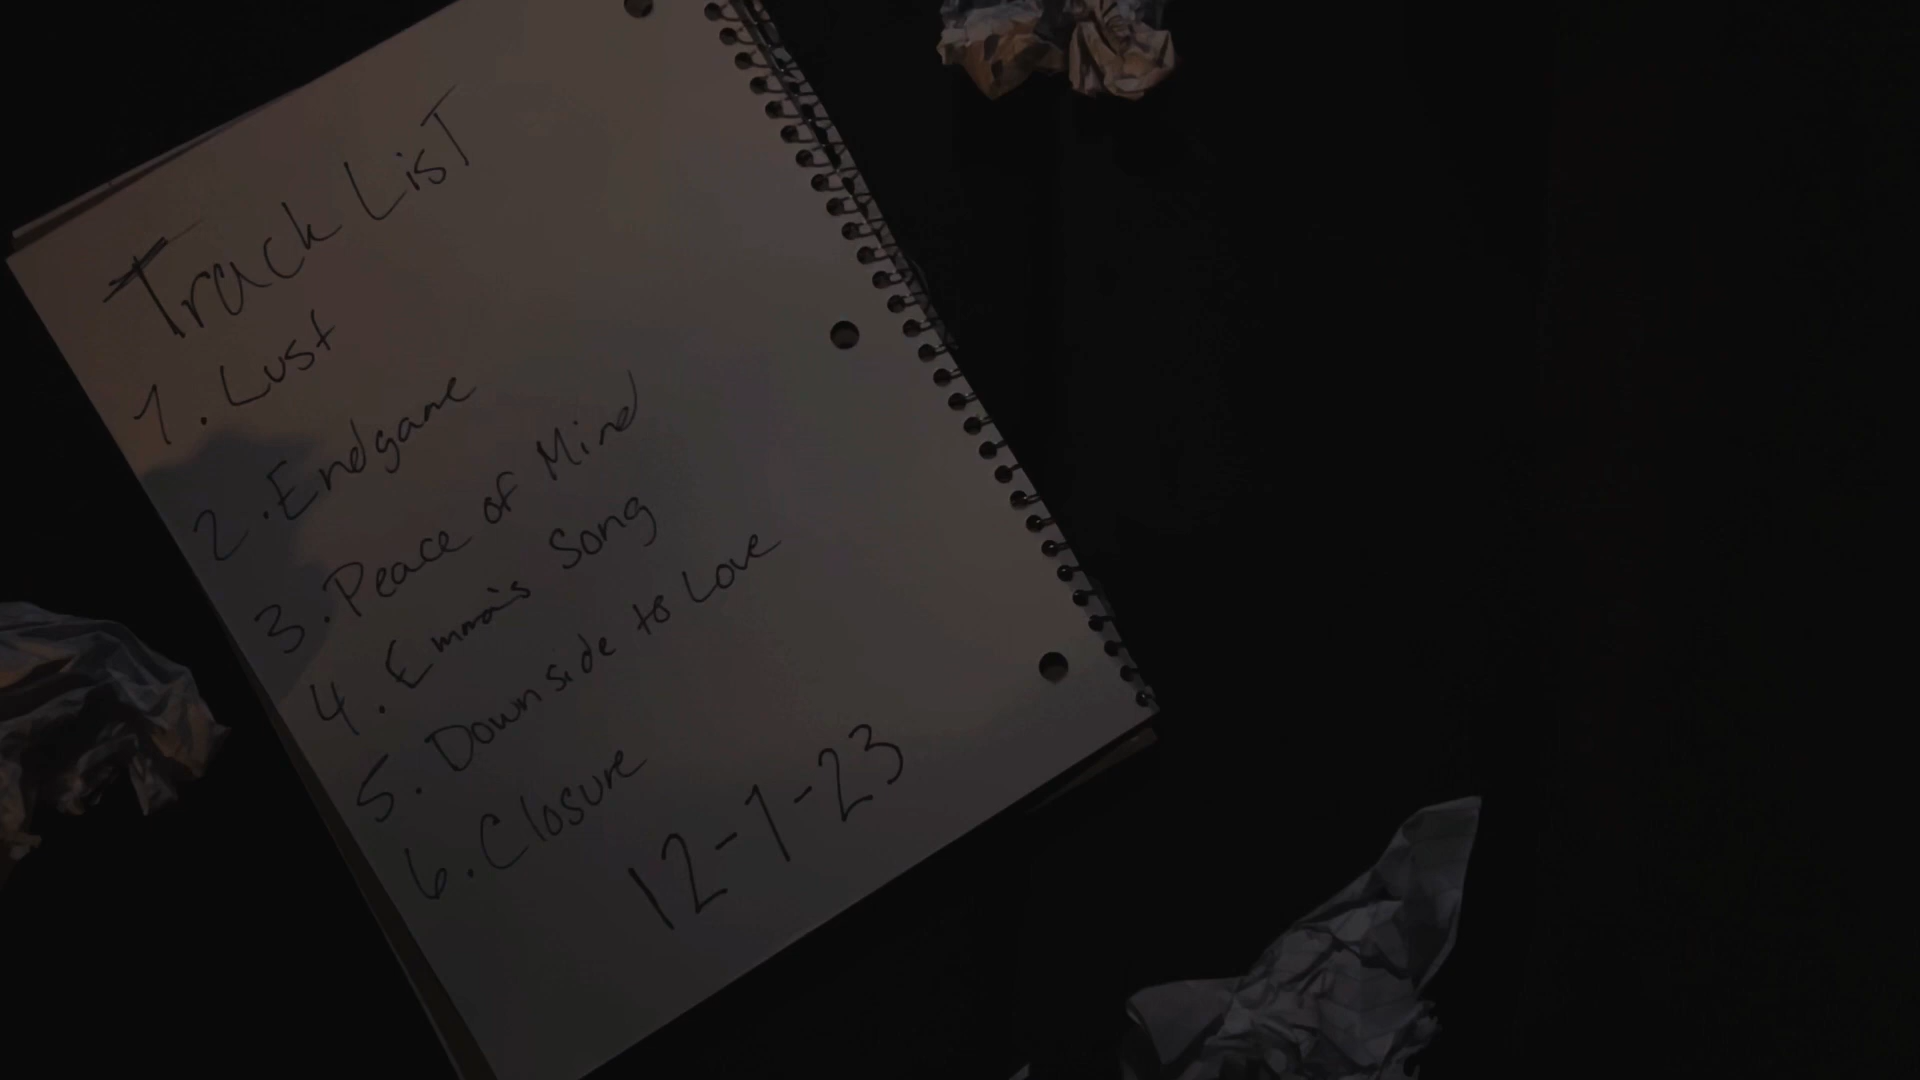 Track List
1. Lust
2. Endgame
3. Peace of Mind
4. Emma's Song
5. Downside to Love
6. Closure
12-1-23